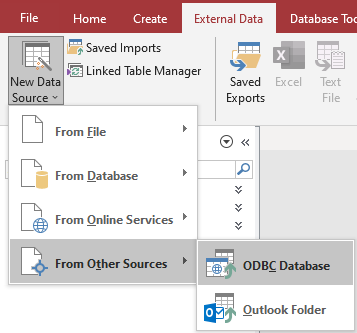 File Home Create External Data Database Too
New Data
Source
Saved Imports
Linked Table Manager
Saved
Exports
Excel
Text
File
From File
From Database
From Online Services
From Other Sources
ODBC Database
Outlook Folder